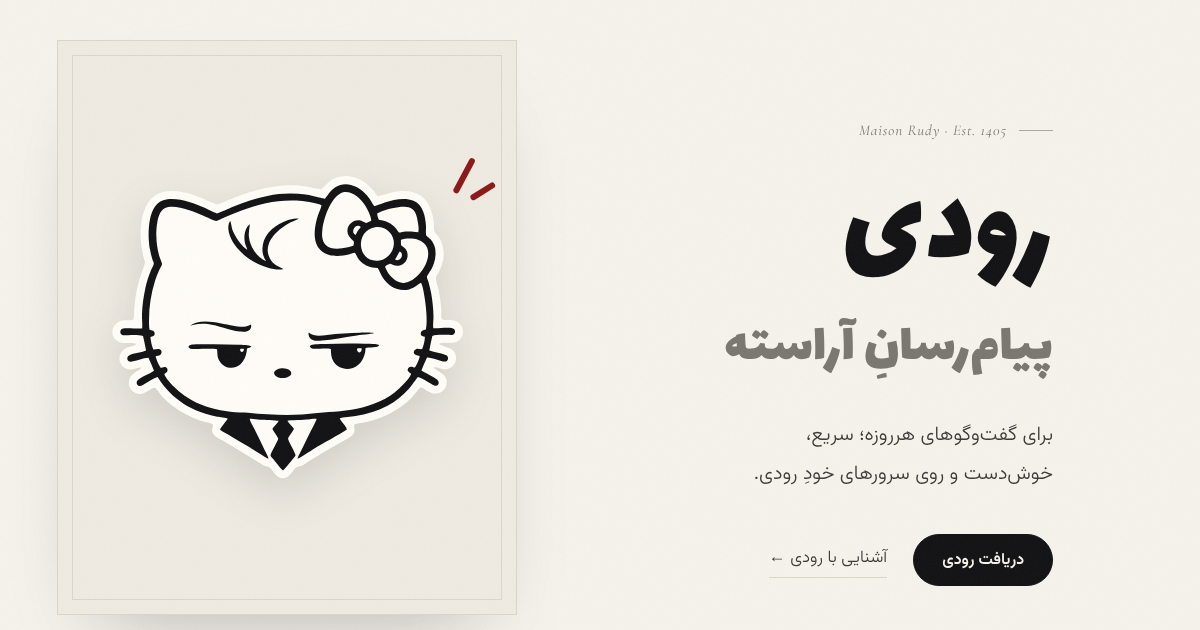 Maison Rudy · Est. 1405
رودی
پیام‌رسانِ آراسته
برای گفت‌وگوهای هرروزه؛ سریع،
خوش‌دست و روی سرورهای خودِ رودی.
دریافت رودی
آشنایی با رودی ←